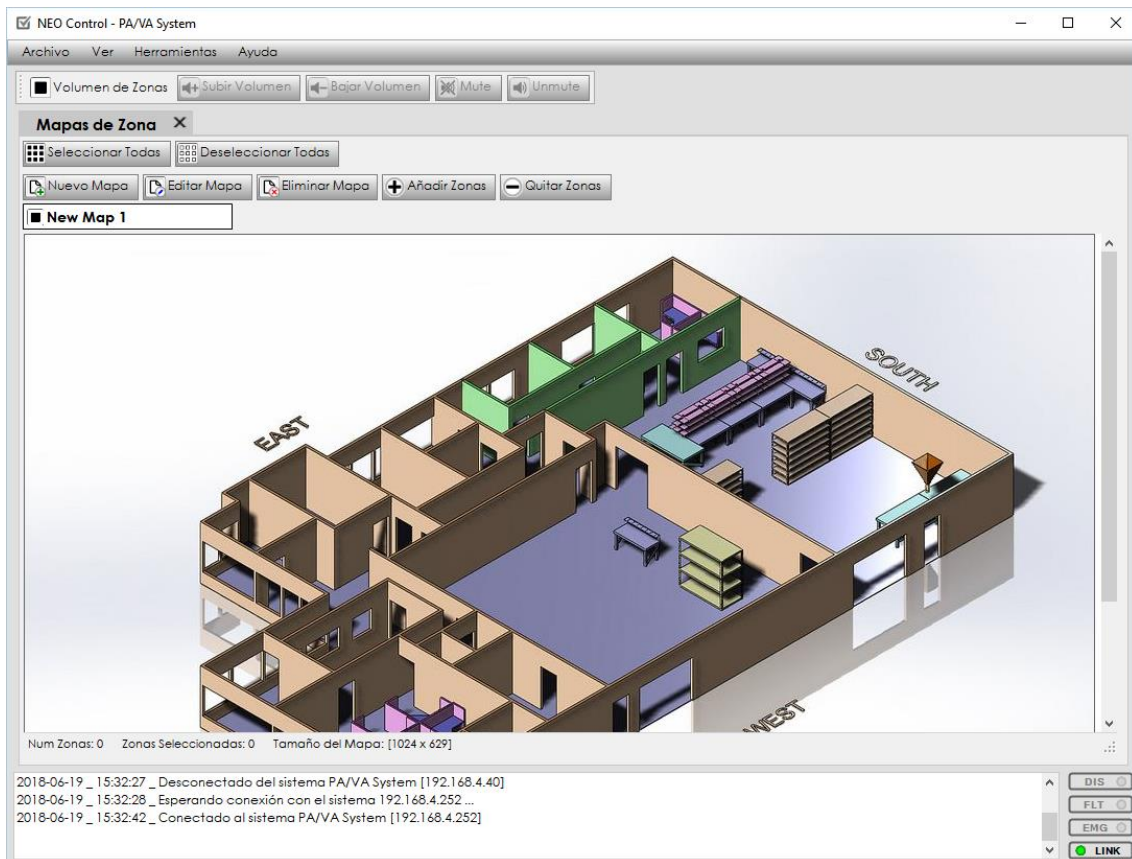 NEO Control - PA/VA System
Archivo Ver Herramientas Ayuda
Volumen de Zonas Subir Volumen Bajar Volumen Mute Unmute
Mapas de Zona X
Seleccionar Todas Deseleccionar Todas
Nuevo Mapa Editar Mapa Eliminar Mapa Añadir Zonas Quitar Zonas
New Map 1
SOUTH
EAST
WEST
Num Zonas: 0 Zonas Seleccionadas: 0 Tamaño del Mapa: [1024 x 629]
2018-06-19 _ 15:32:27 _ Desconectado del sistema PA/VA System [192.168.4.40]
2018-06-19 _ 15:32:28 _ Esperando conexión con el sistema 192.168.4.252 ...
2018-06-19 _ 15:32:42 _ Conectado al sistema PA/VA System [192.168.4.252]
DIS
FLT
EMG
LINK